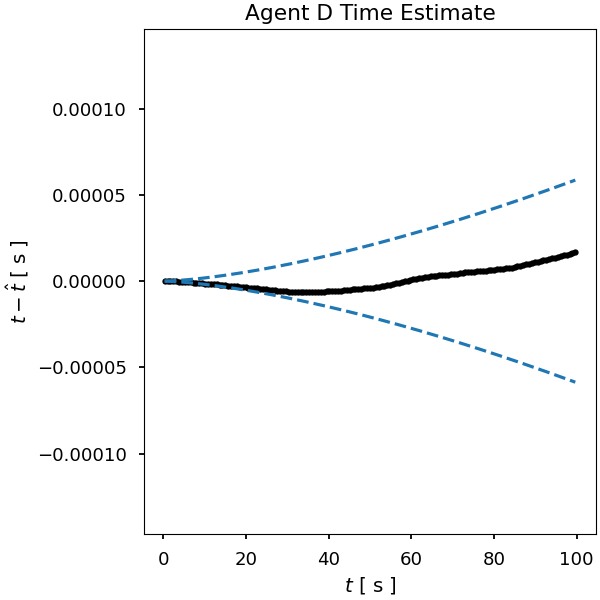 Agent D Time Estimate
0.00010
0.00005
0.00000
−0.00005
−0.00010
t − t̂ [ s ]
0 20 40 60 80 100
t [ s ]